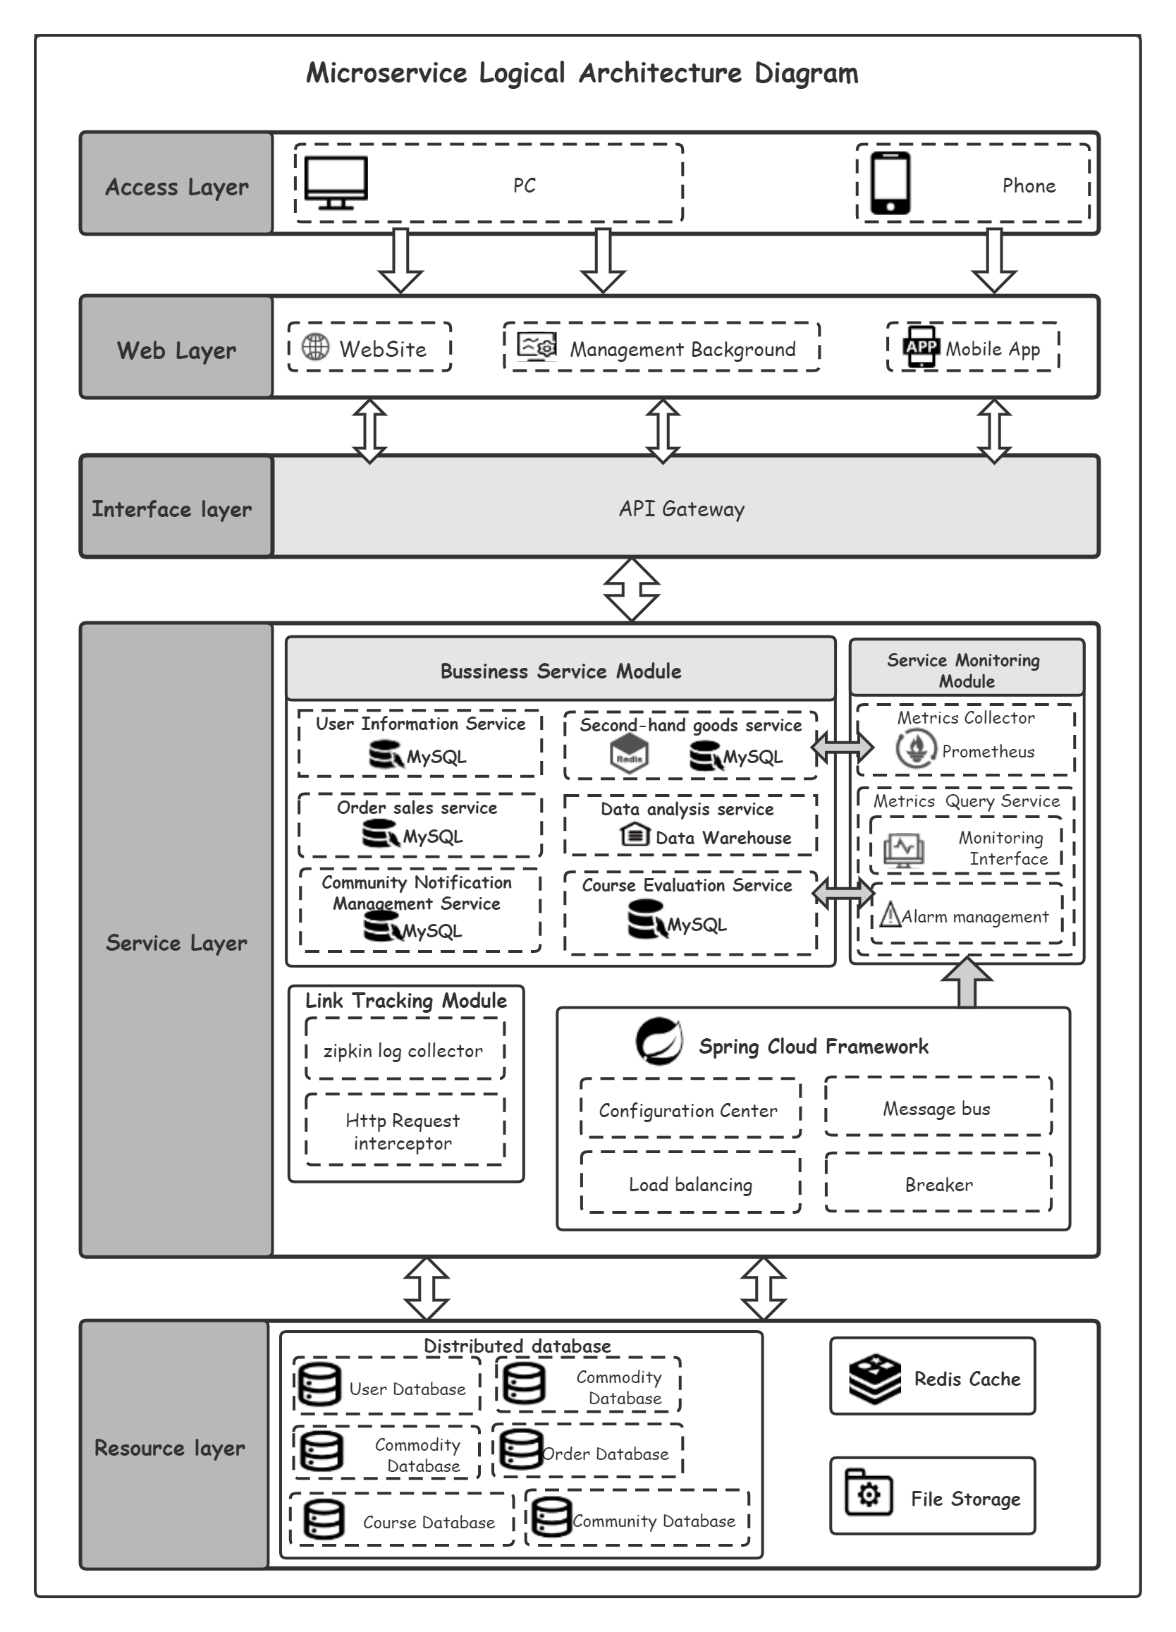 Microservice Logical Architecture Diagram
Access Layer
PC
Phone
Web Layer
WebSite
Management Background
APP
Mobile App
Interface layer
API Gateway
Service Layer
Bussiness Service Module
User Information Service
MySQL
Second-hand goods service
Redis
MySQL
Order sales service
MySQL
Data analysis service
Data Warehouse
Community Notification
Management Service
MySQL
Course Evaluation Service
MySQL
Service Monitoring
Module
Metrics Collector
Prometheus
Metrics Query Service
Monitoring
Interface
Alarm management
Link Tracking Module
zipkin log collector
Http Request
interceptor
Spring Cloud Framework
Configuration Center
Message bus
Load balancing
Breaker
Resource layer
Distributed database
User Database
Commodity
Database
Commodity
Database
Order Database
Course Database
Community Database
Redis Cache
File Storage